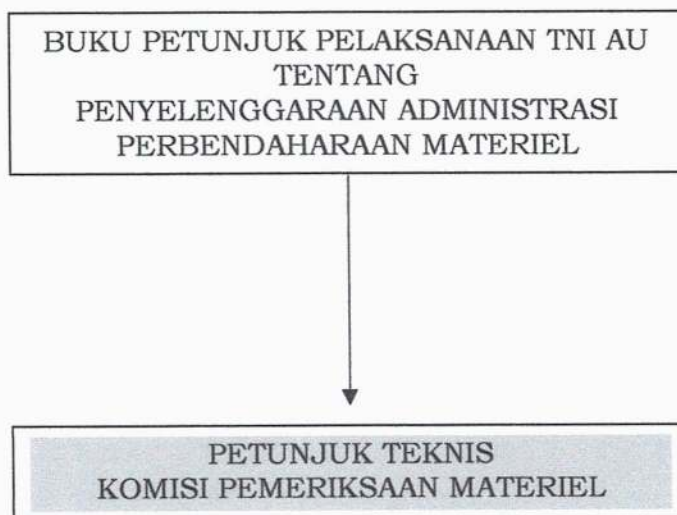 BUKU PETUNJUK PELAKSANAAN TNI AU
TENTANG
PENYELENGGARAAN ADMINISTRASI
PERBENDAHARAAN MATERIEL
PETUNJUK TEKNIS
KOMISI PEMERIKSAAN MATERIEL